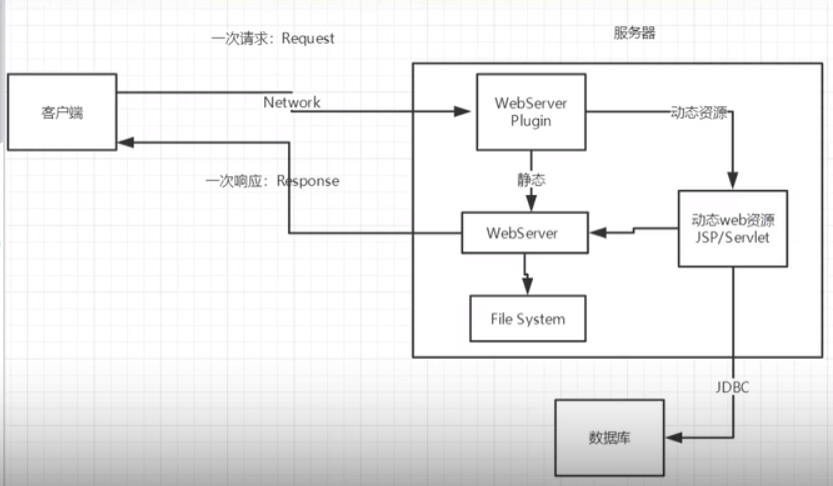 一次请求：Request
服务器
客户端
Network
WebServer
Plugin
动态资源
一次响应：Response
静态
WebServer
动态web资源
JSP/Servlet
File System
JDBC
数据库